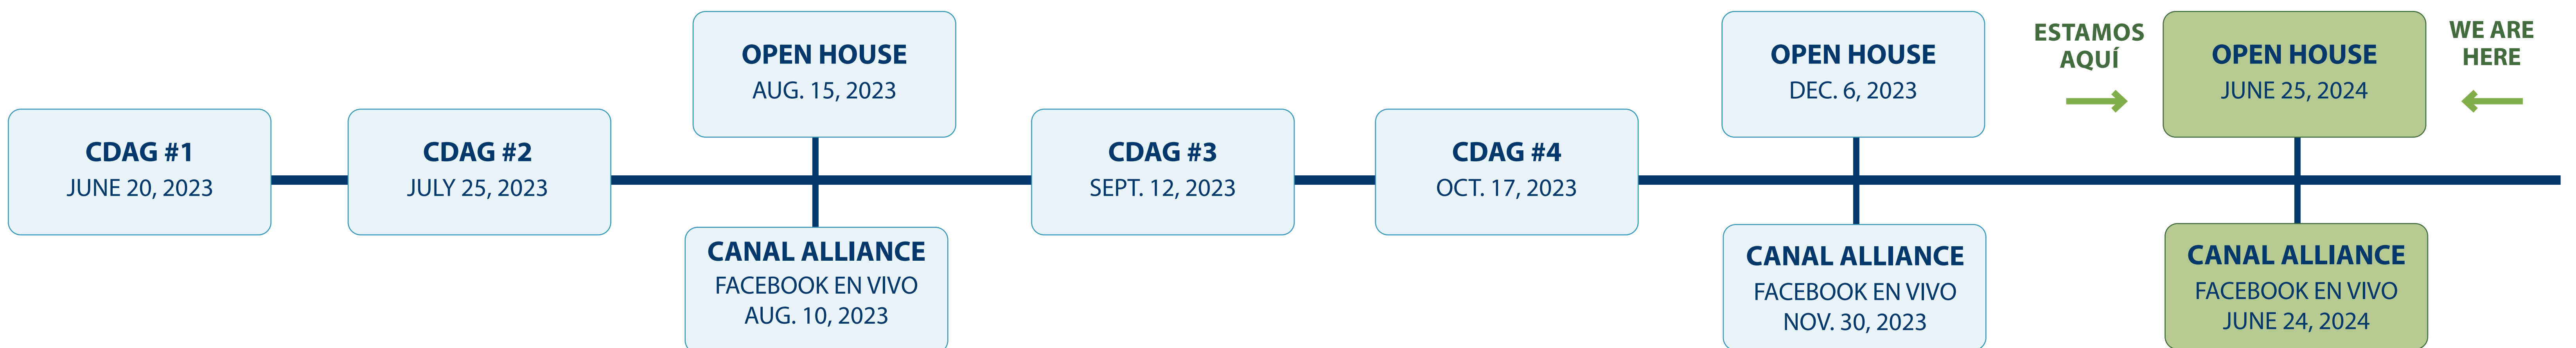 CDAG #1
JUNE 20, 2023
CDAG #2
JULY 25, 2023
OPEN HOUSE
AUG. 15, 2023
CANAL ALLIANCE
FACEBOOK EN VIVO
AUG. 10, 2023
CDAG #3
SEPT. 12, 2023
CDAG #4
OCT. 17, 2023
OPEN HOUSE
DEC. 6, 2023
CANAL ALLIANCE
FACEBOOK EN VIVO
NOV. 30, 2023
ESTAMOS
AQUÍ
OPEN HOUSE
JUNE 25, 2024
WE ARE
HERE
CANAL ALLIANCE
FACEBOOK EN VIVO
JUNE 24, 2024